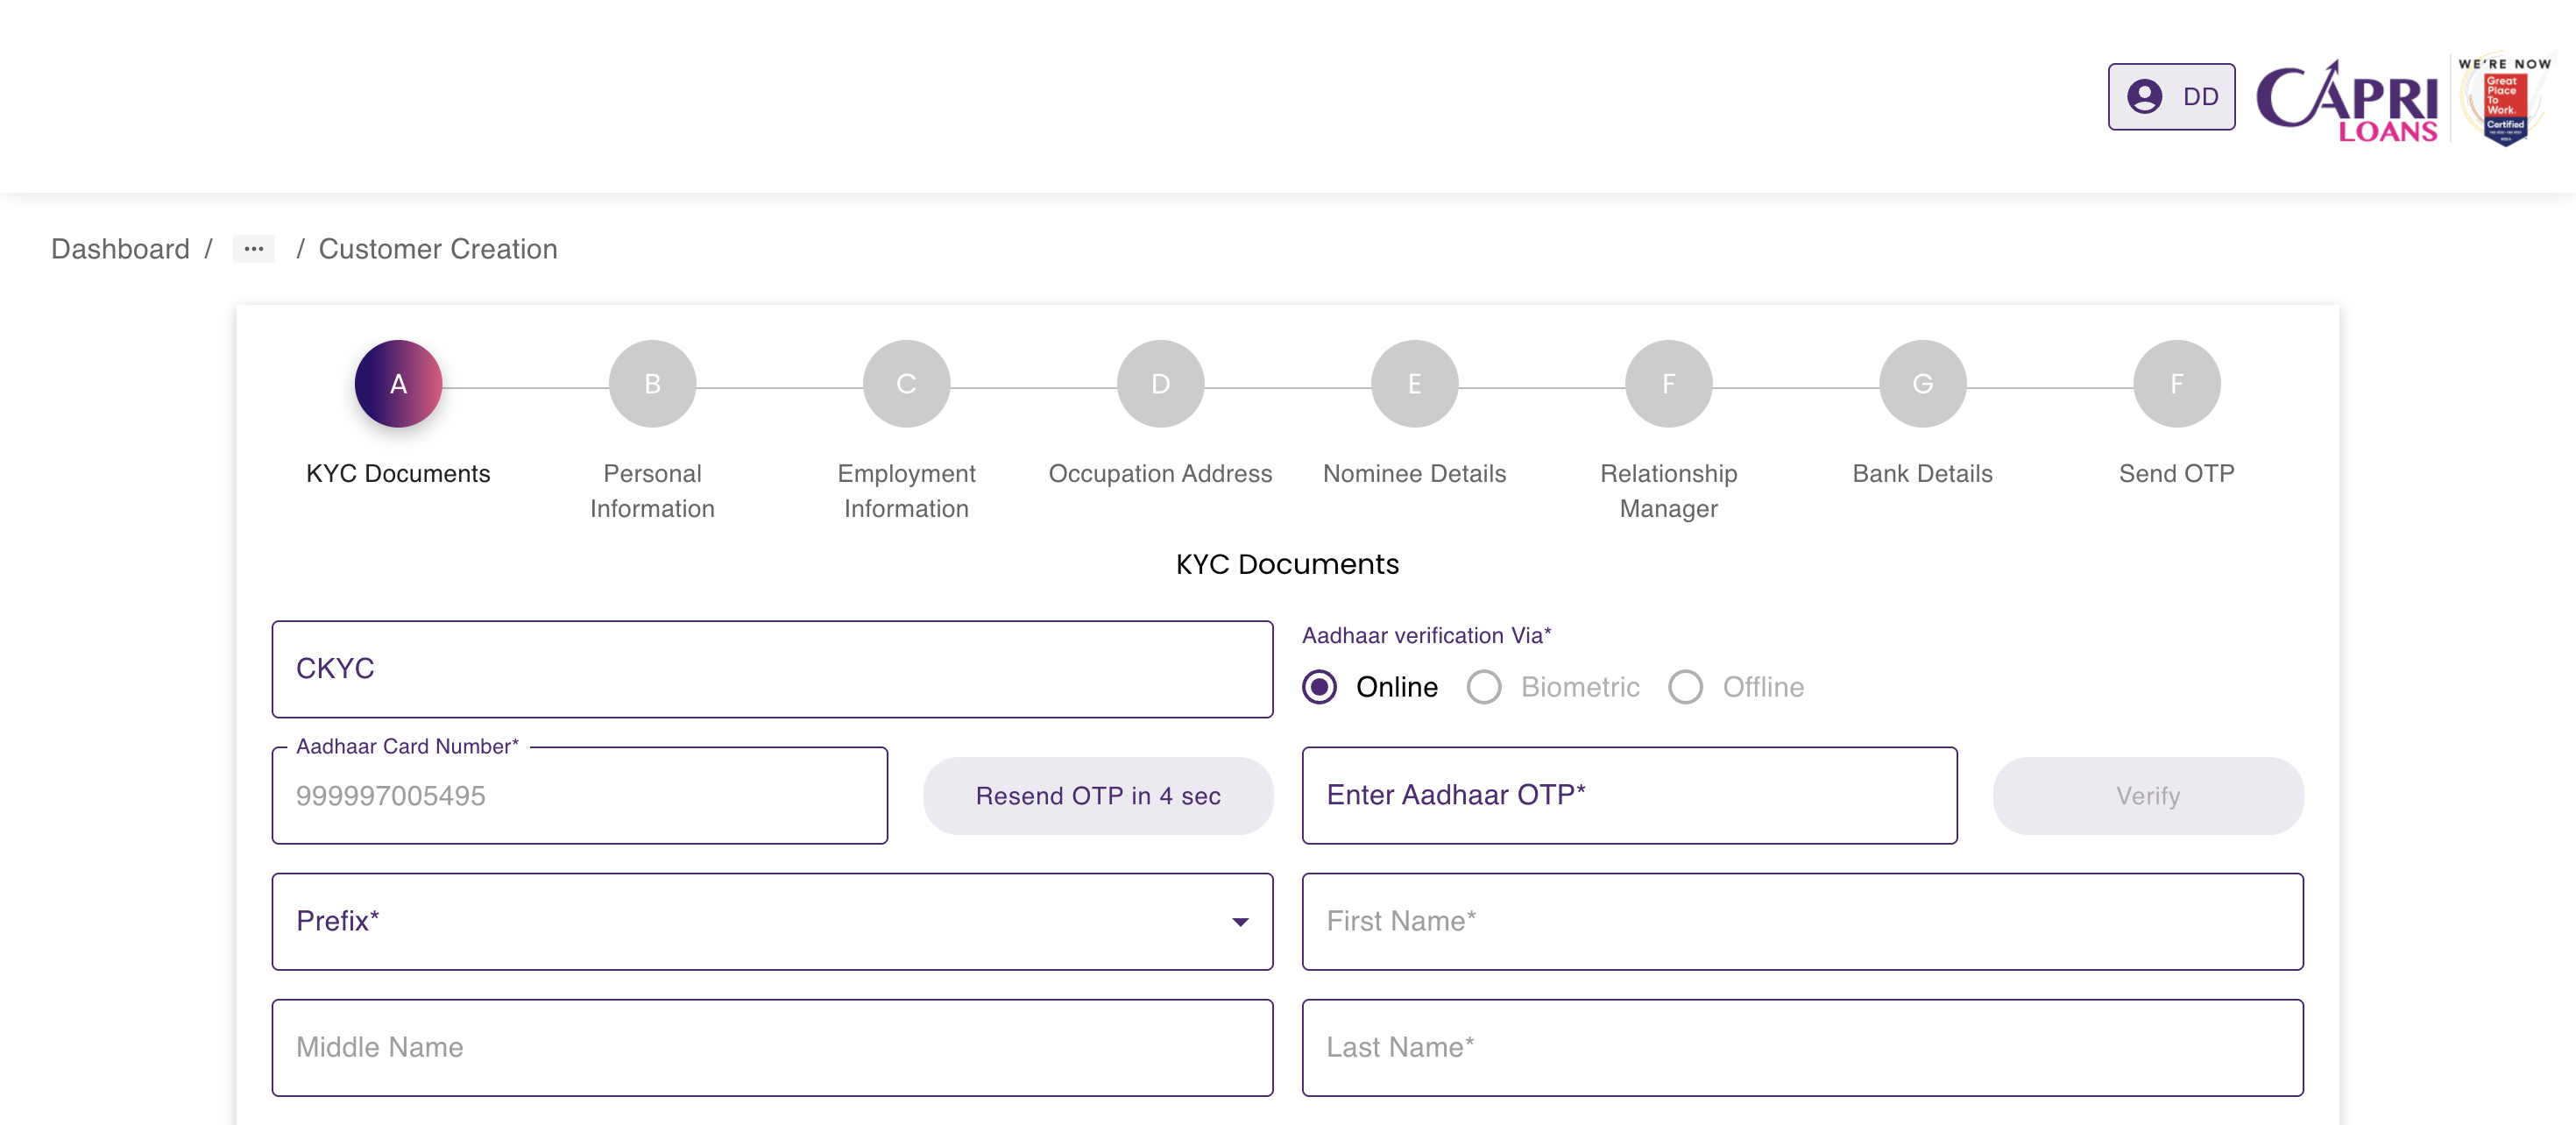 DD
CAPRI
LOANS
WE'RE NOW
Great
Place
To
Work.
Certified
Dashboard / ... / Customer Creation
A
B
C
D
E
F
G
F
KYC Documents
Personal
Information
Employment
Information
Occupation Address
Nominee Details
Relationship
Manager
Bank Details
Send OTP
KYC Documents
CKYC
Aadhaar verification Via*
Online
Biometric
Offline
Aadhaar Card Number*
999997005495
Resend OTP in 4 sec
Enter Aadhaar OTP*
Verify
Prefix*
First Name*
Middle Name
Last Name*